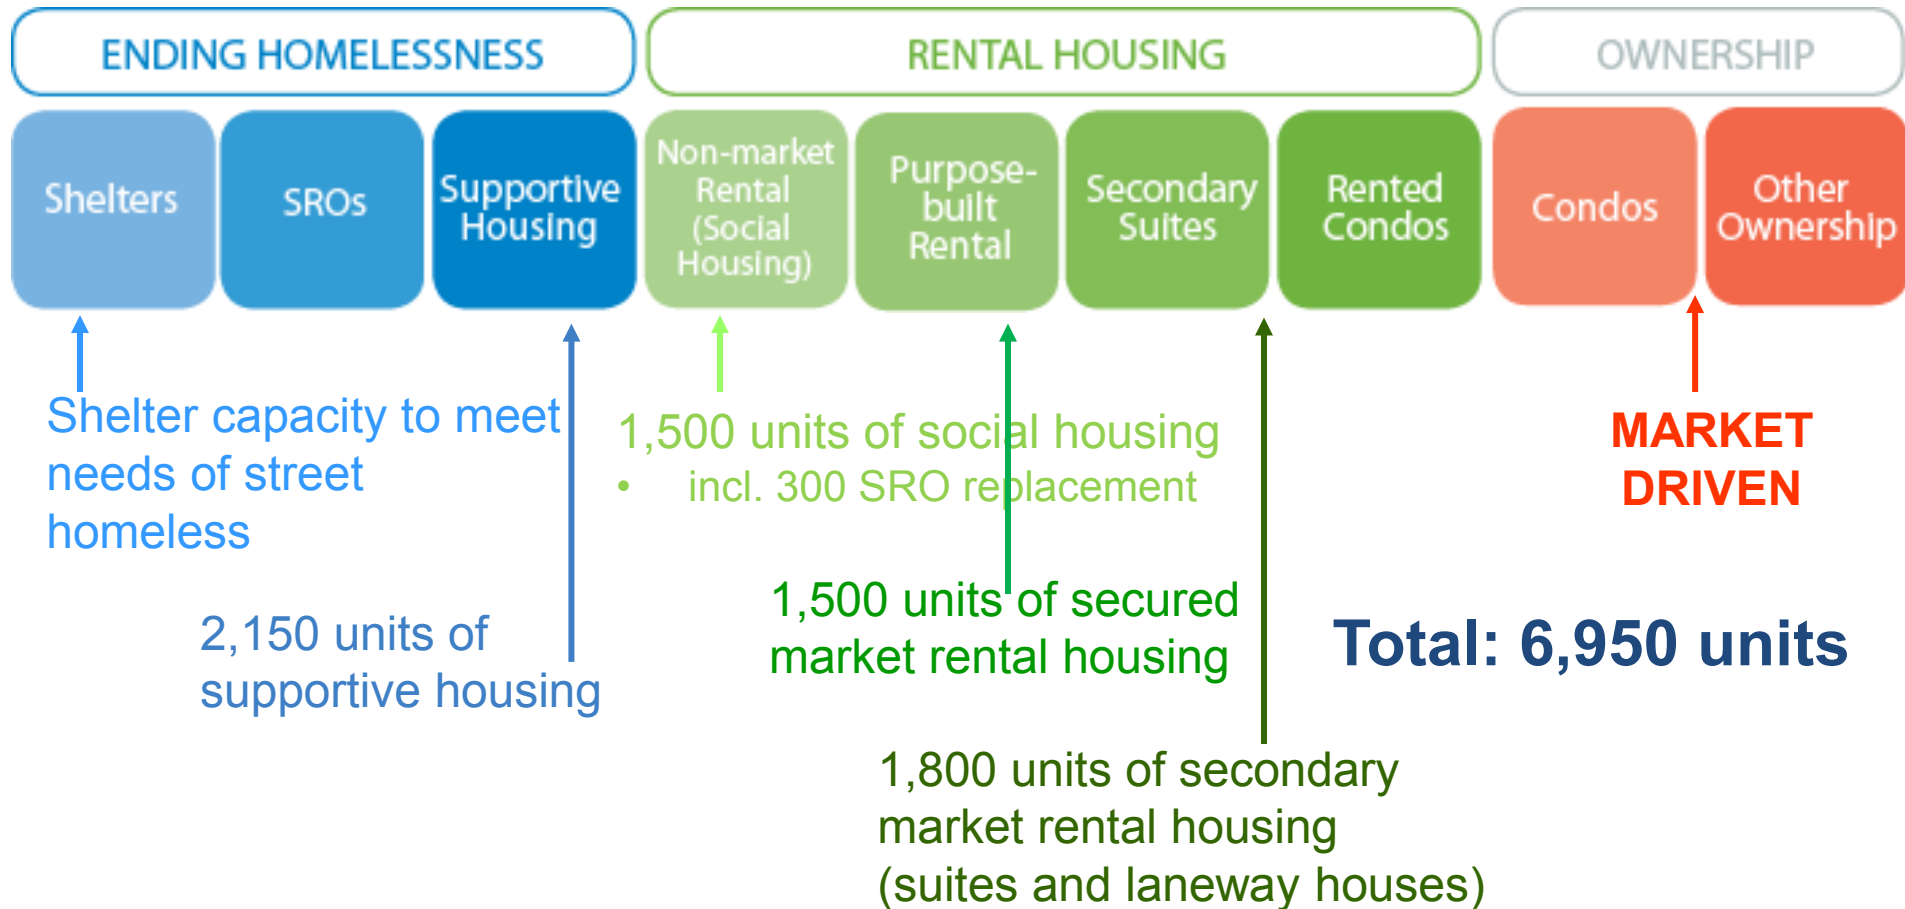 ENDING HOMELESSNESS
RENTAL HOUSING
OWNERSHIP
Shelters
SROs
Supportive
Housing
Non-market
Rental
(Social
Housing)
Purpose-
built
Rental
Secondary
Suites
Rented
Condos
Condos
Other
Ownership
Shelter capacity to meet
needs of street
homeless
1,500 units of social housing
• incl. 300 SRO replacement
MARKET
DRIVEN
2,150 units of
supportive housing
1,500 units of secured
market rental housing
Total: 6,950 units
1,800 units of secondary
market rental housing
(suites and laneway houses)